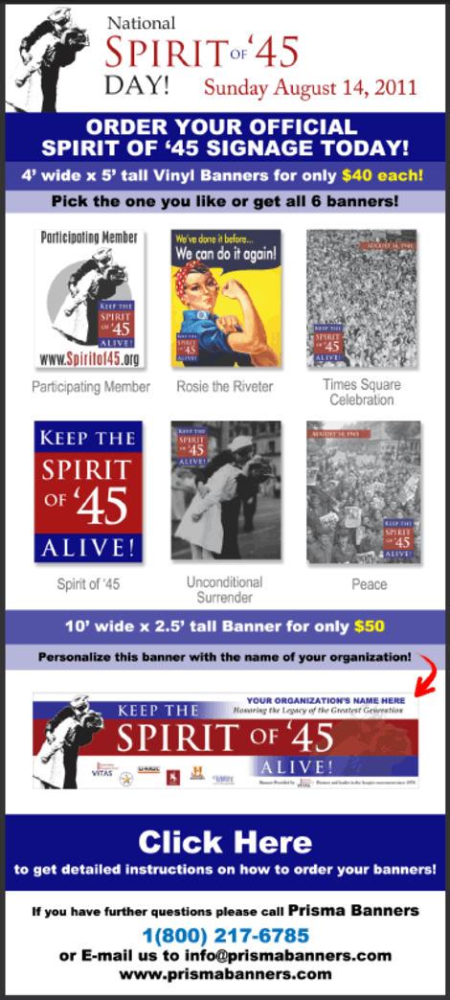 National
SPIRIT OF ‘45
DAY!
Sunday August 14, 2011
ORDER YOUR OFFICIAL
SPIRIT OF ‘45 SIGNAGE TODAY!
4’ wide x 5’ tall Vinyl Banners for only $40 each!
Pick the one you like or get all 6 banners!
Participating Member
KEEP THE
SPIRIT
OF ‘45
ALIVE!
www.Spiritof45.org
We've done it before...
We can do it again!
KEEP THE
SPIRIT
OF ‘45
ALIVE!
AUGUST 14, 1945
KEEP THE
SPIRIT
OF ‘45
ALIVE!
Participating Member
Rosie the Riveter
Times Square
Celebration
KEEP THE
SPIRIT
OF ‘45
ALIVE!
KEEP THE
SPIRIT
OF ‘45
ALIVE!
AUGUST 14, 1945
KEEP THE
SPIRIT
OF ‘45
ALIVE!
Spirit of ‘45
Unconditional
Surrender
Peace
10’ wide x 2.5’ tall Banner for only $50
Personalize this banner with the name of your organization!
YOUR ORGANIZATION'S NAME HERE
KEEP THE
Honoring the Legacy of the Greatest Generation
SPIRIT OF ‘45
ALIVE!
VITAS
Banner Provided by VITAS
Click Here
to get detailed instructions on how to order your banners!
If you have further questions please call Prisma Banners
1(800) 217-6785
or E-mail us to info@prismabanners.com
www.prismabanners.com